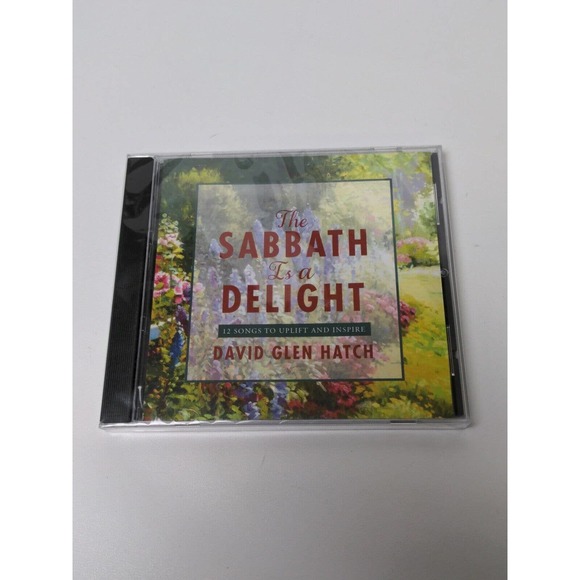 The
SABBATH
Is a
DELIGHT
12 SONGS TO UPLIFT AND INSPIRE
DAVID GLEN HATCH